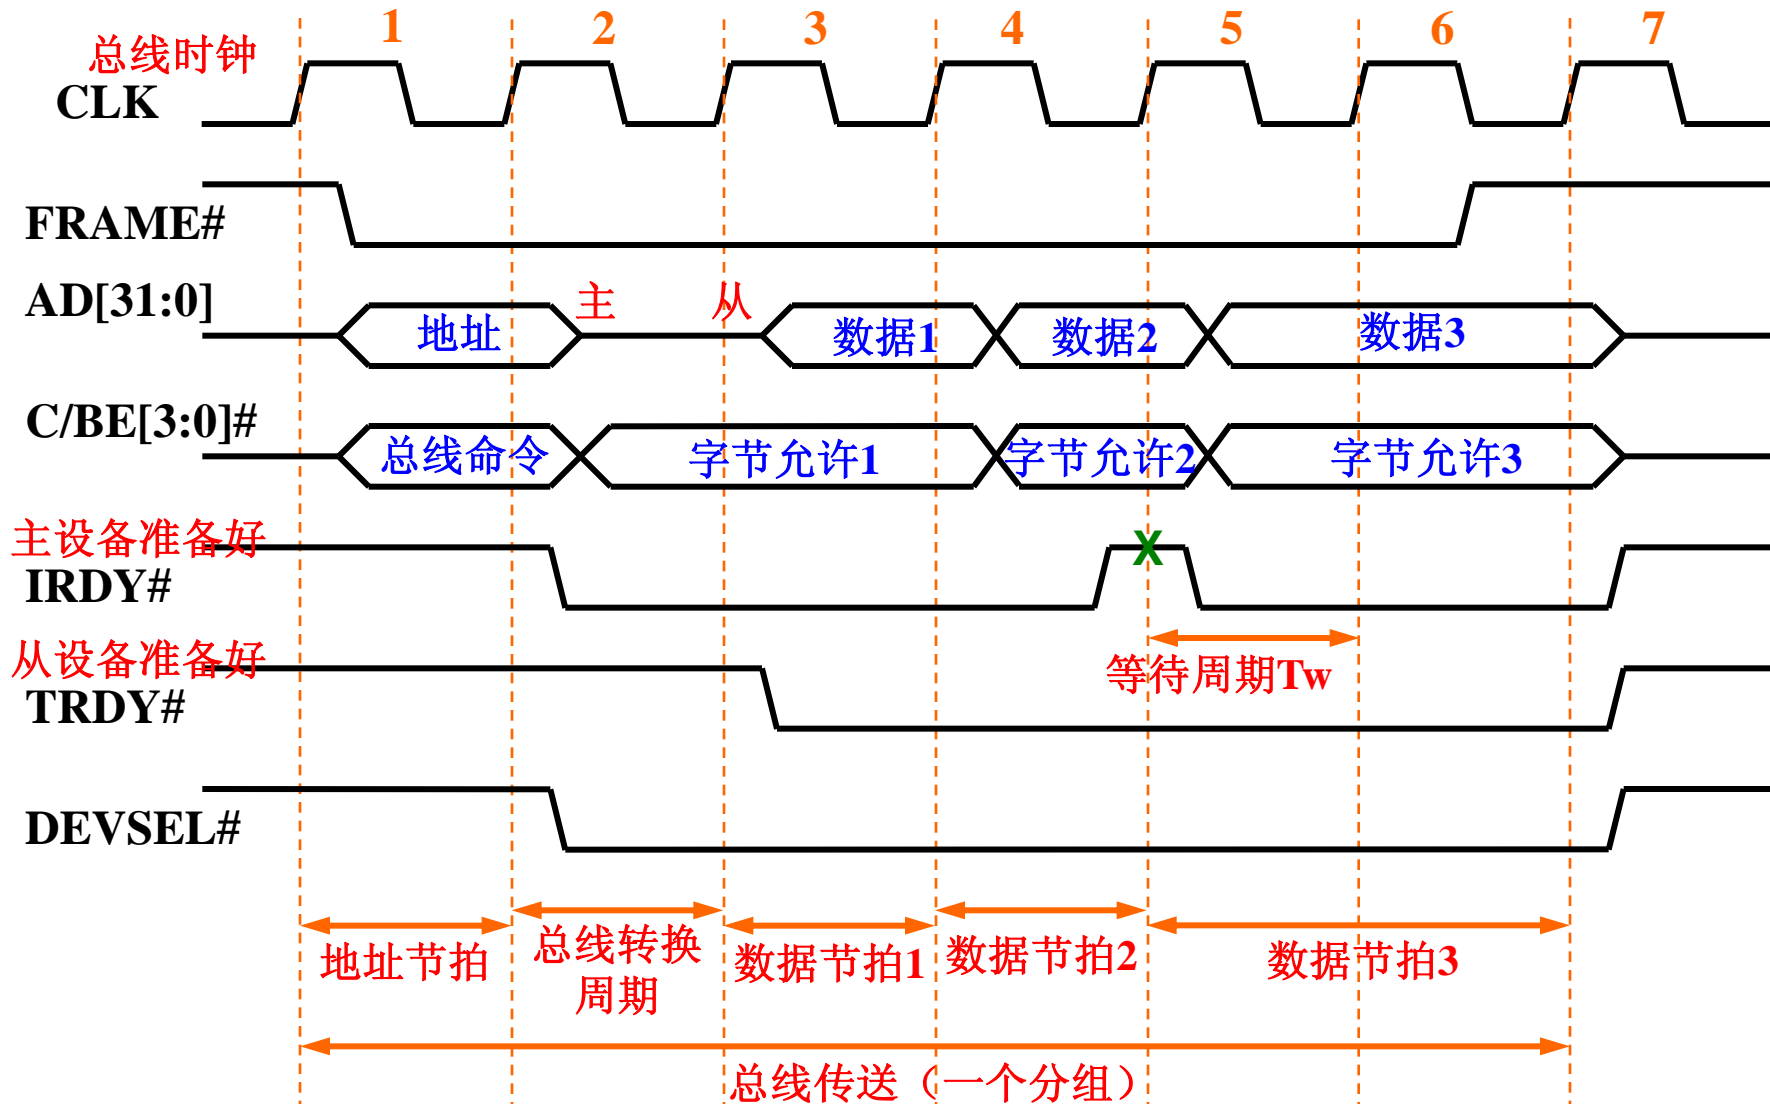 1 2 3 4 5 6 7
总线时钟
CLK
FRAME#
AD[31:0]
主 从
地址 数据1 数据2 数据3
C/BE[3:0]#
总线命令 字节允许1 字节允许2 字节允许3
主设备准备好
X
IRDY#
从设备准备好
等待周期Tw
TRDY#
DEVSEL#
地址节拍
总线转换
周期
数据节拍1
数据节拍2
数据节拍3
总线传送（一个分组）